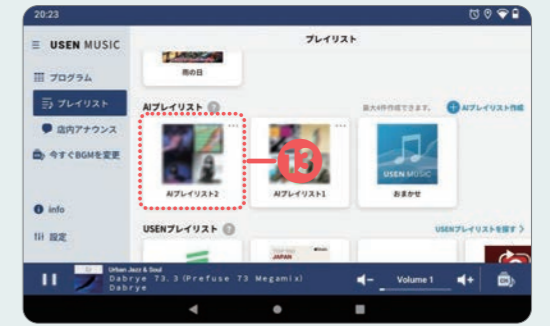 20:23
USEN MUSIC
プレイリスト
プログラム
プレイリスト
店内アナウンス
今すぐBGMを変更
info
設定
雨の日
AIプレイリスト ?
最大4件作成できます。
AIプレイリスト作成
AIプレイリスト2
13
AIプレイリスト1
USEN MUSIC
おまかせ
USENプレイリスト ?
USENプレイリストを探す
JAPAN
Urban Jazz & Soul
Dabrye 73.3 (Prefuse 73 Megamix)
Dabrye
Volume 1